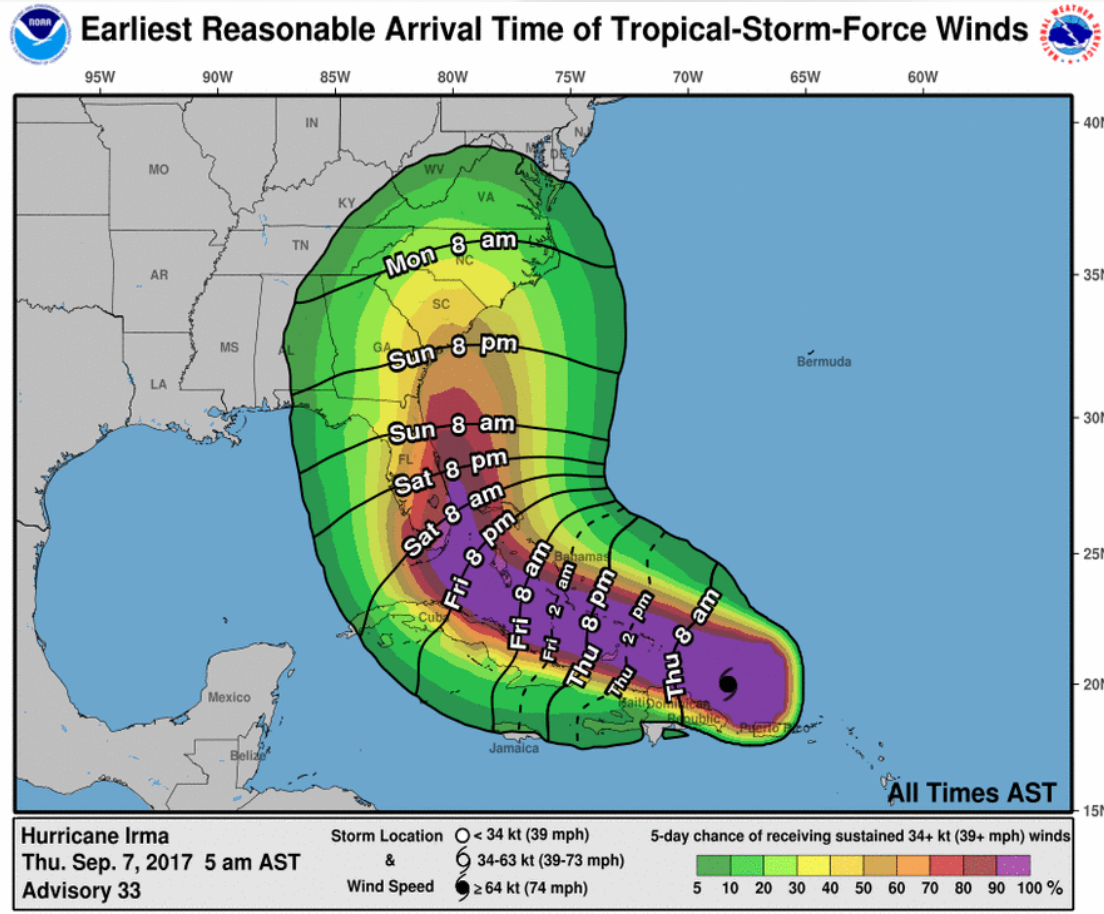 NOAA
Earliest Reasonable Arrival Time of Tropical-Storm-Force Winds
NATIONAL WEATHER SERVICE
95W 90W 85W 80W 75W 70W 65W 60W
40N
IN
NJ
DE
MO
WV
VA
KY
Mon 8 am
TN
NC
AR
35N
SC
MS
AL
GA
Sun 8 pm
Bermuda
LA
30N
Sun 8 am
FL
Sat 8 pm
Sat 8 am
Fri 8 pm
Bahamas
25N
Fri 8 am
Fri 2 am
Thu 8 pm
Thu 2 pm
Thu 8 am
Cuba
20N
Mexico
Haiti
Dominican
Republic
Puerto Rico
Jamaica
Belize
All Times AST
15N
Hurricane Irma
Thu. Sep. 7, 2017 5 am AST
Advisory 33
Storm Location
&
Wind Speed
< 34 kt (39 mph)
34-63 kt (39-73 mph)
≥ 64 kt (74 mph)
5-day chance of receiving sustained 34+ kt (39+ mph) winds
5 10 20 30 40 50 60 70 80 90 100 %